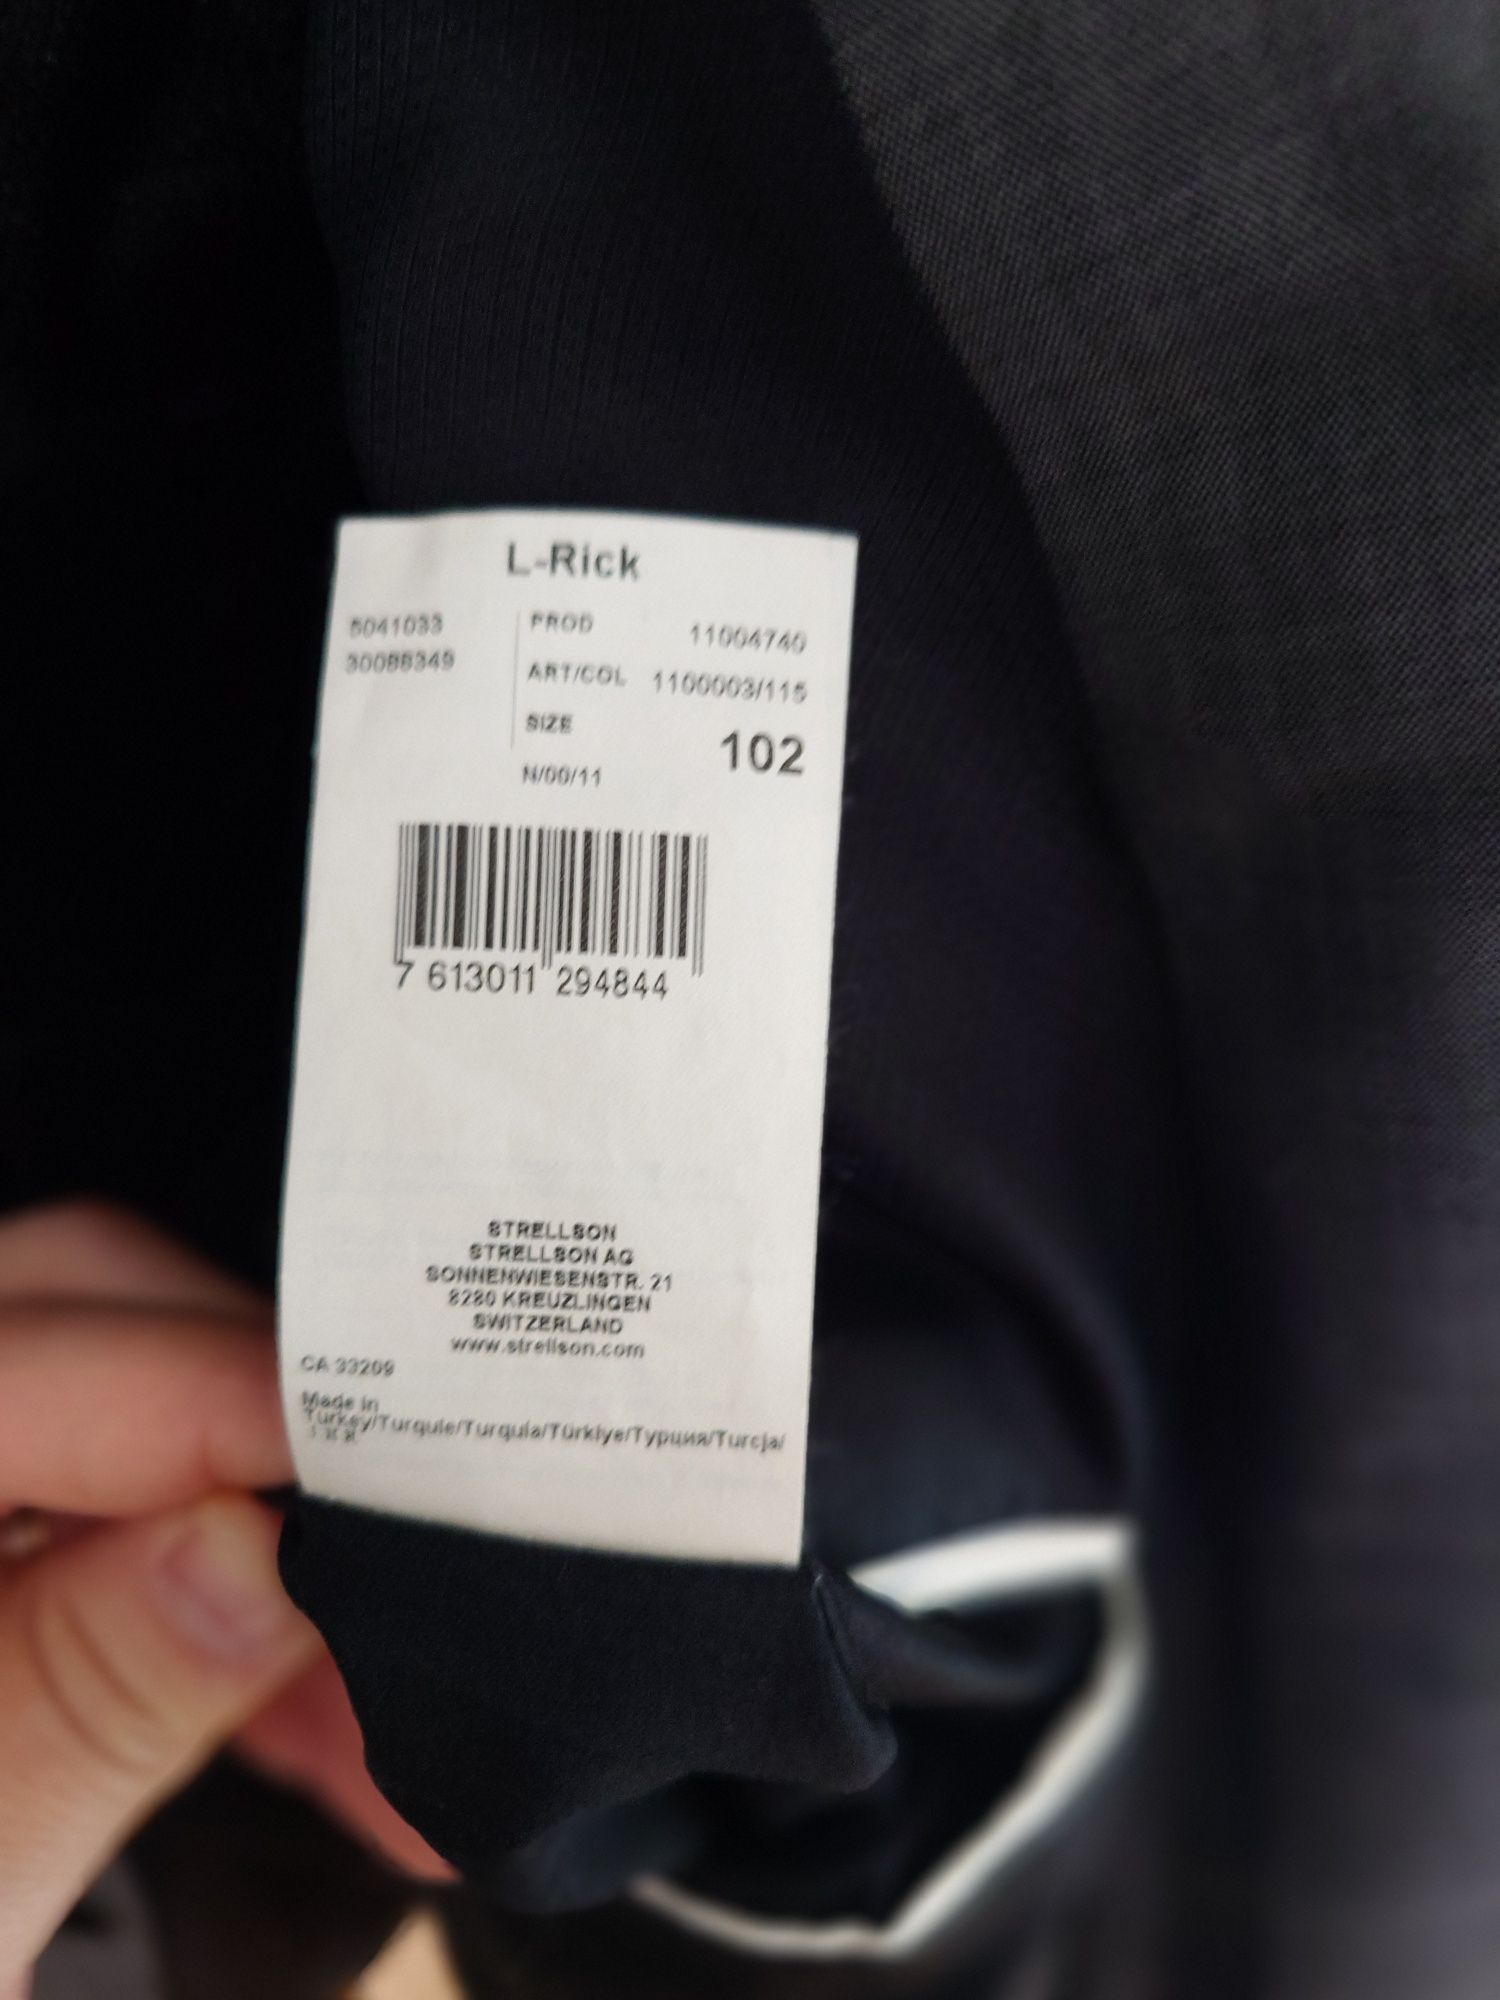 L-Rick
5041033
30088349
PROD 11004740
ART/COL 1100003/115
SIZE 102
N/00/11
7 613011 294844
STRELLSON
STRELLSON AG
SONNENWIESENSTR. 21
8280 KREUZLINGEN
SWITZERLAND
www.strellson.com
CA 33209
Made in
Turkey/Turquie/Turquia/Türkiye/Турция/Turcja/